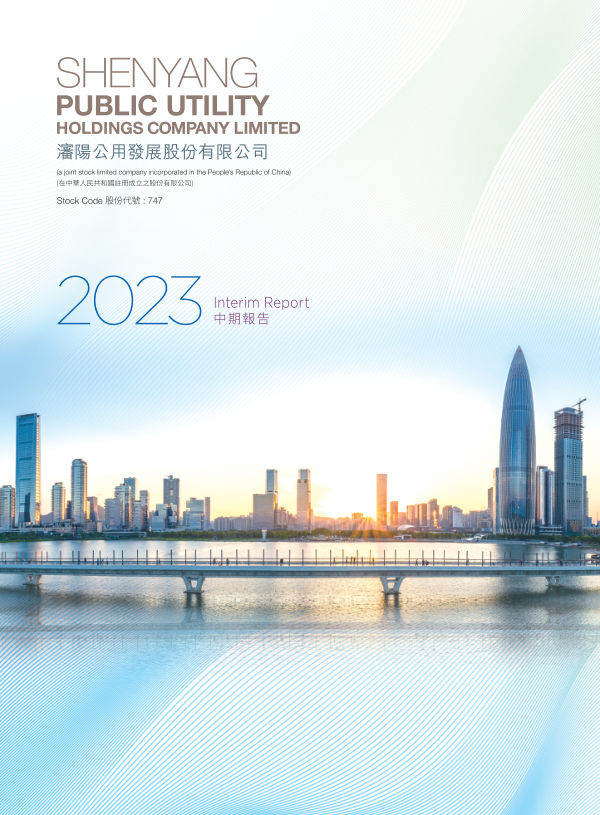 SHENYANG
PUBLIC UTILITY
HOLDINGS COMPANY LIMITED
瀋陽公用發展股份有限公司
(a joint stock limited company incorporated in the People's Republic of China)
(在中華人民共和國註冊成立之股份有限公司)
Stock Code 股份代號 : 747
2023 Interim Report
中期報告